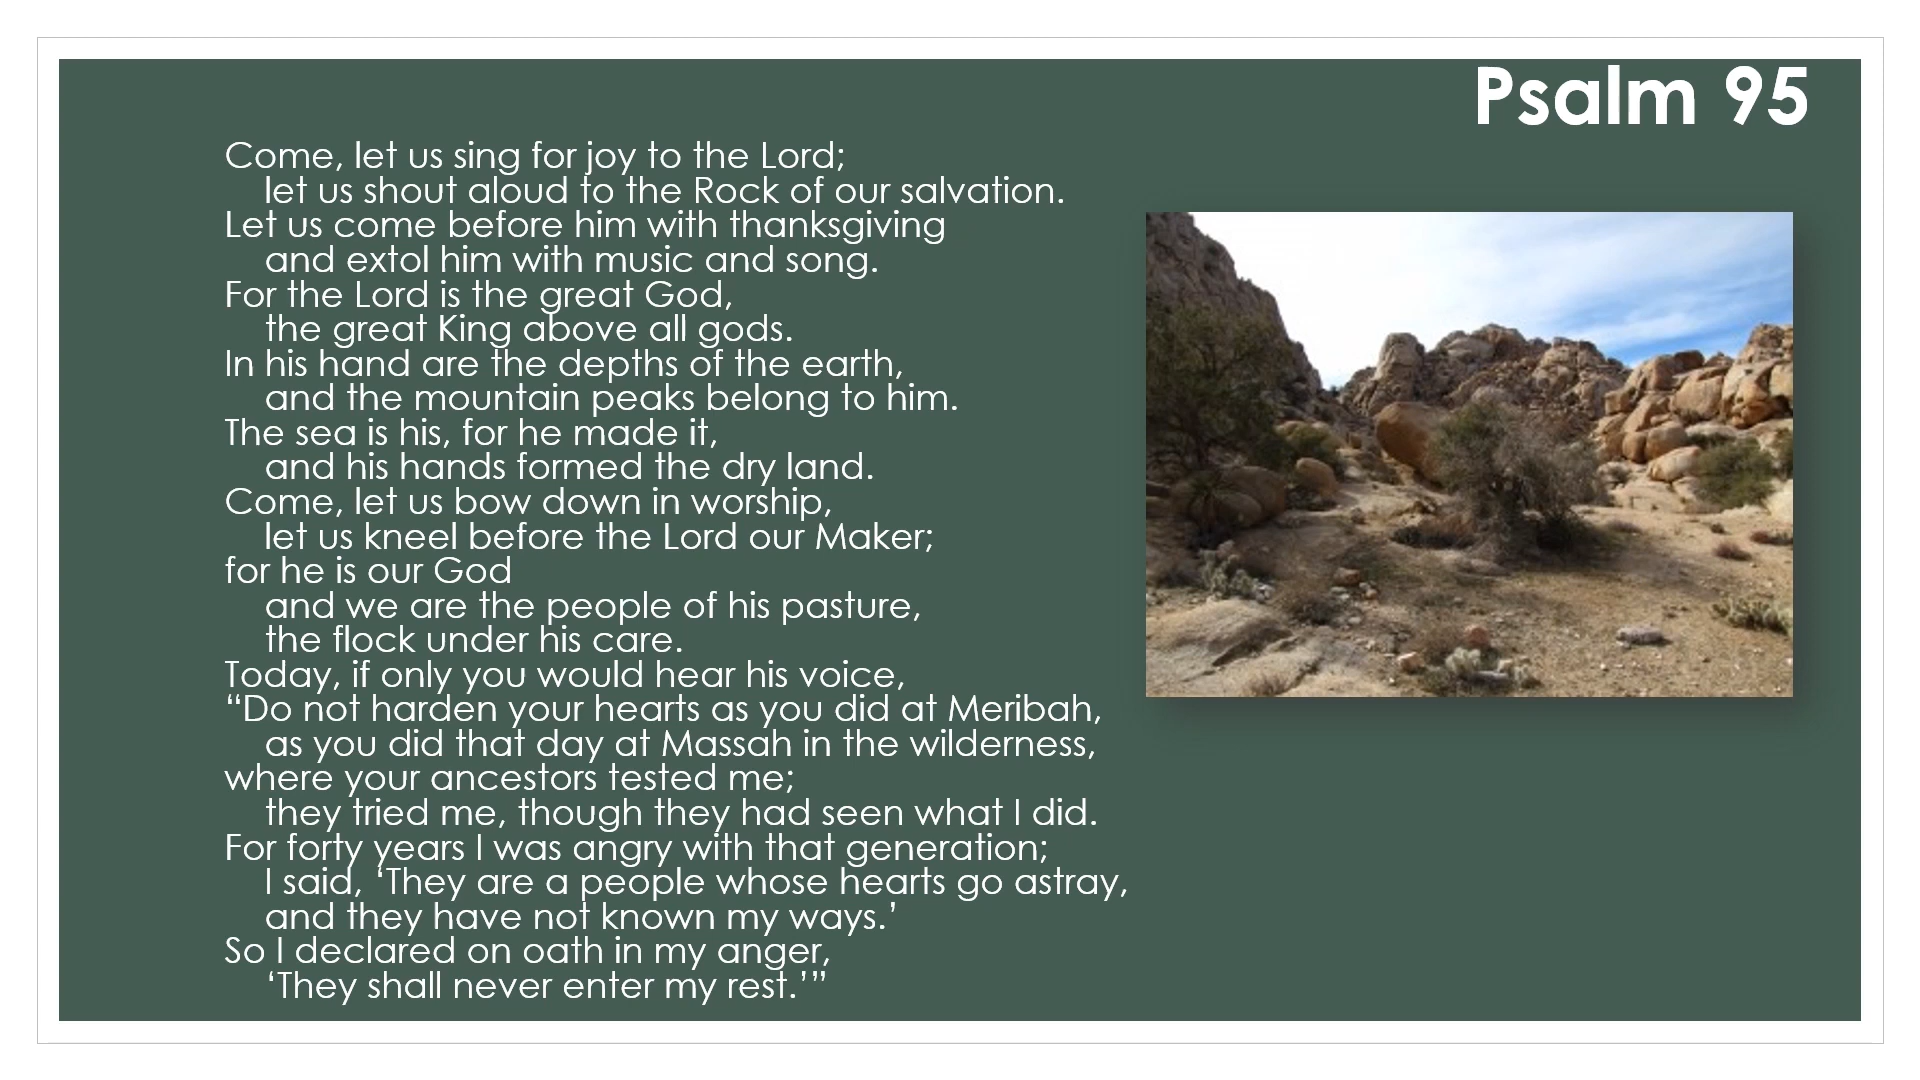 Psalm 95
Come, let us sing for joy to the Lord;
let us shout aloud to the Rock of our salvation.
Let us come before him with thanksgiving
and extol him with music and song.
For the Lord is the great God,
the great King above all gods.
In his hand are the depths of the earth,
and the mountain peaks belong to him.
The sea is his, for he made it,
and his hands formed the dry land.
Come, let us bow down in worship,
let us kneel before the Lord our Maker;
for he is our God
and we are the people of his pasture,
the flock under his care.
Today, if only you would hear his voice,
“Do not harden your hearts as you did at Meribah,
as you did that day at Massah in the wilderness,
where your ancestors tested me;
they tried me, though they had seen what I did.
For forty years I was angry with that generation;
I said, ‘They are a people whose hearts go astray,
and they have not known my ways.’
So I declared on oath in my anger,
‘They shall never enter my rest.’”